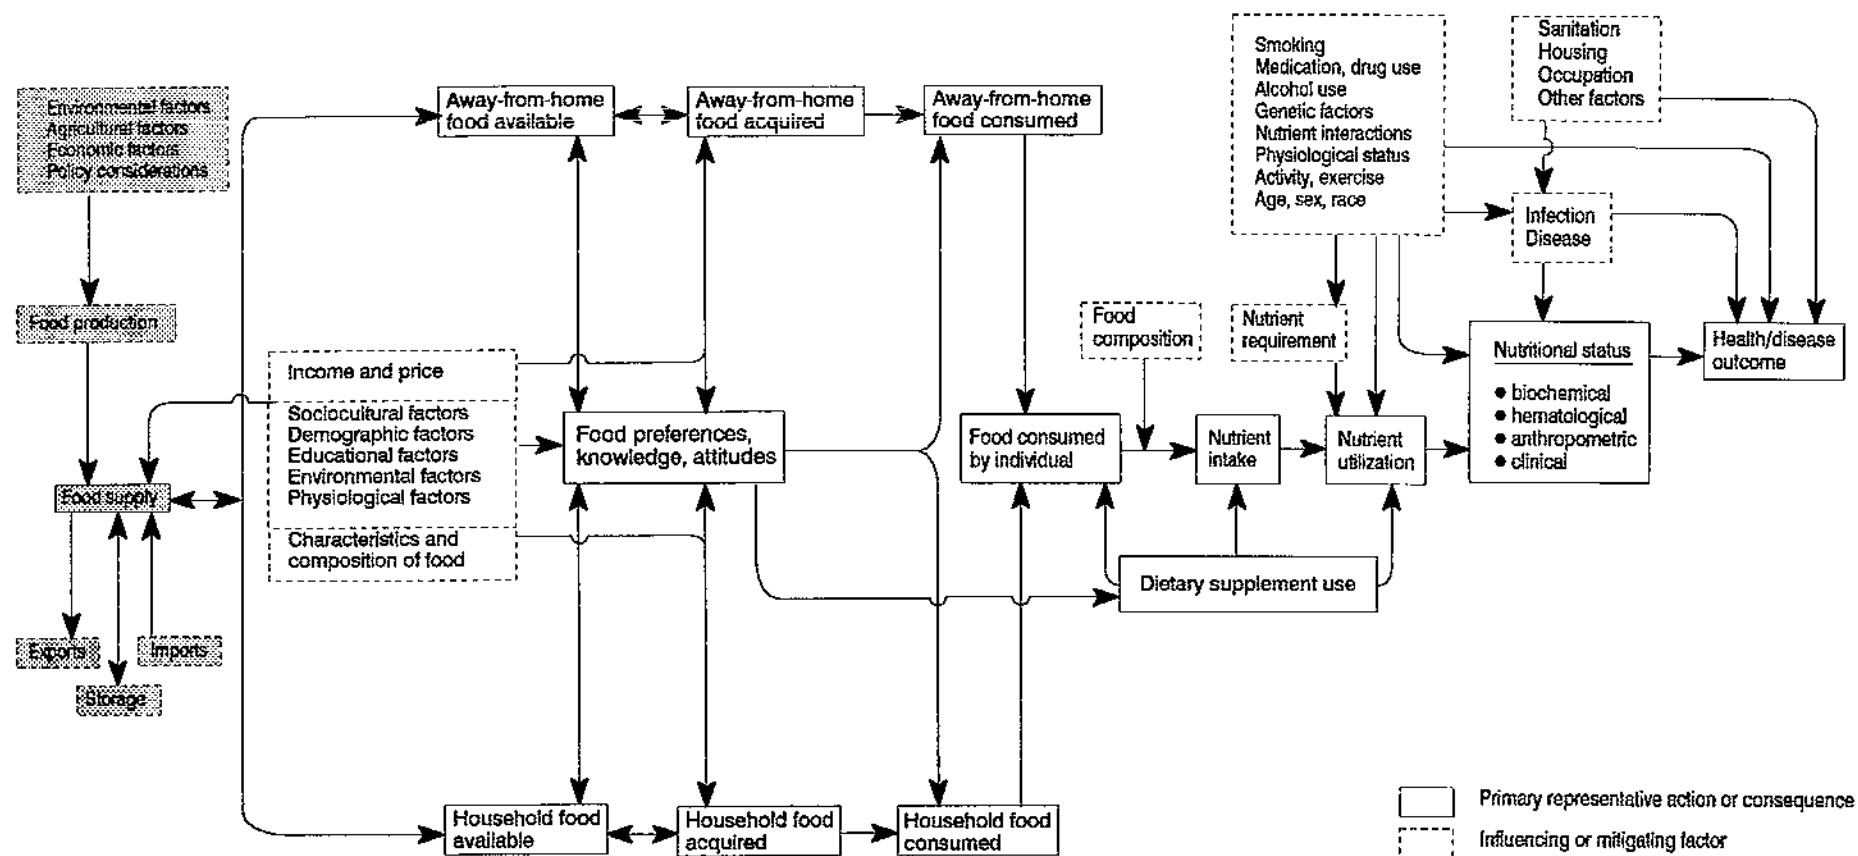 Environmental factors
Agricultural factors
Economic factors
Policy considerations
Food production
Food supply
Exports
Imports
Storage
Away-from-home
food available
Away-from-home
food acquired
Away-from-home
food consumed
Income and price
Sociocultural factors
Demographic factors
Educational factors
Environmental factors
Physiological factors
Characteristics and
composition of food
Food preferences,
knowledge, attitudes
Household food
available
Household food
acquired
Household food
consumed
Food consumed
by individual
Food
composition
Nutrient
intake
Dietary supplement use
Smoking
Medication, drug use
Alcohol use
Genetic factors
Nutrient interactions
Physiological status
Activity, exercise
Age, sex, race
Nutrient
requirement
Nutrient
utilization
Sanitation
Housing
Occupation
Other factors
Infection
Disease
Nutritional status
● biochemical
● hematological
● anthropometric
● clinical
Health/disease
outcome
Primary representative action or consequence
Influencing or mitigating factor